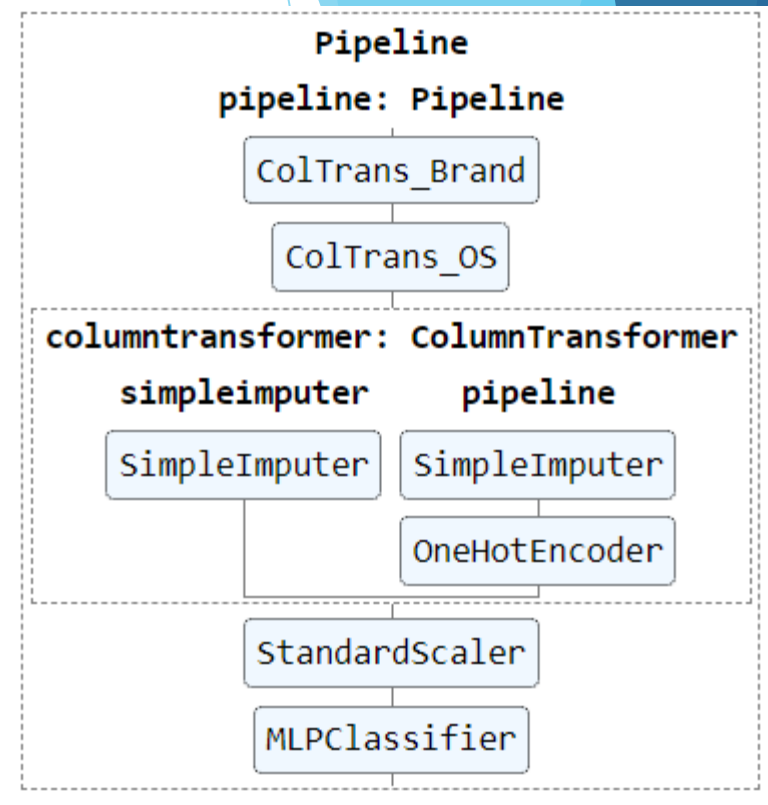 Pipeline
pipeline: Pipeline
ColTrans_Brand
ColTrans_OS
columntransformer: ColumnTransformer
simpleimputer pipeline
SimpleImputer SimpleImputer
OneHotEncoder
StandardScaler
MLPClassifier